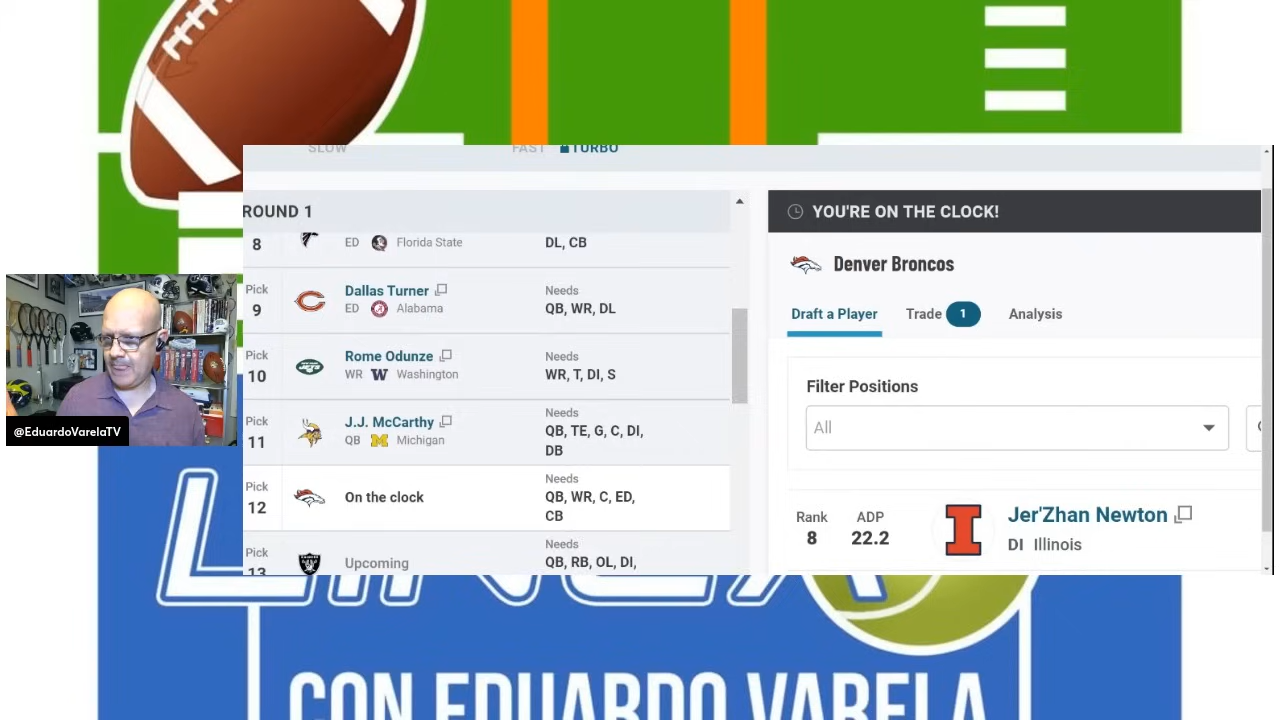 SLOW FAST TURBO
ROUND 1
8 ED Florida State DL, CB
Pick 9
Dallas Turner
ED Alabama
Needs
QB, WR, DL
Pick 10
Rome Odunze
WR W Washington
Needs
WR, T, DI, S
Pick 11
J.J. McCarthy
QB M Michigan
Needs
QB, TE, G, C, DI,
DB
Pick 12
On the clock
Needs
QB, WR, C, ED,
CB
Pick 13
Upcoming
Needs
QB, RB, OL, DI,
YOU'RE ON THE CLOCK!
Denver Broncos
Draft a Player Trade 1 Analysis
Filter Positions
All
Rank ADP
8 22.2
I
Jer'Zhan Newton
DI Illinois
@EduardoVarelaTV
CON EDUARDO VARELA